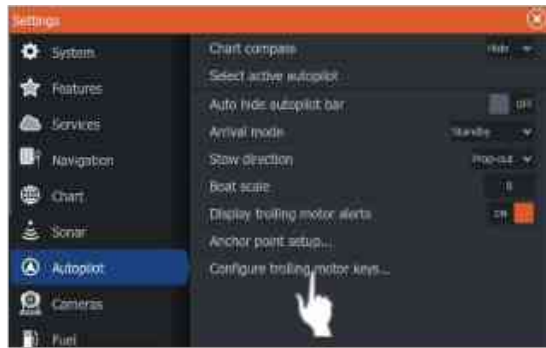 Settings
System
Features
Services
Navigation
Chart
Sonar
Autopilot
Cameras
Fuel
Chart compass Hide
Select active autopilot
Auto hide autopilot bar OFF
Arrival mode Standby
Stow direction Prop-out
Boat scale
Display trolling motor alerts ON
Anchor point setup...
Configure trolling motor keys...